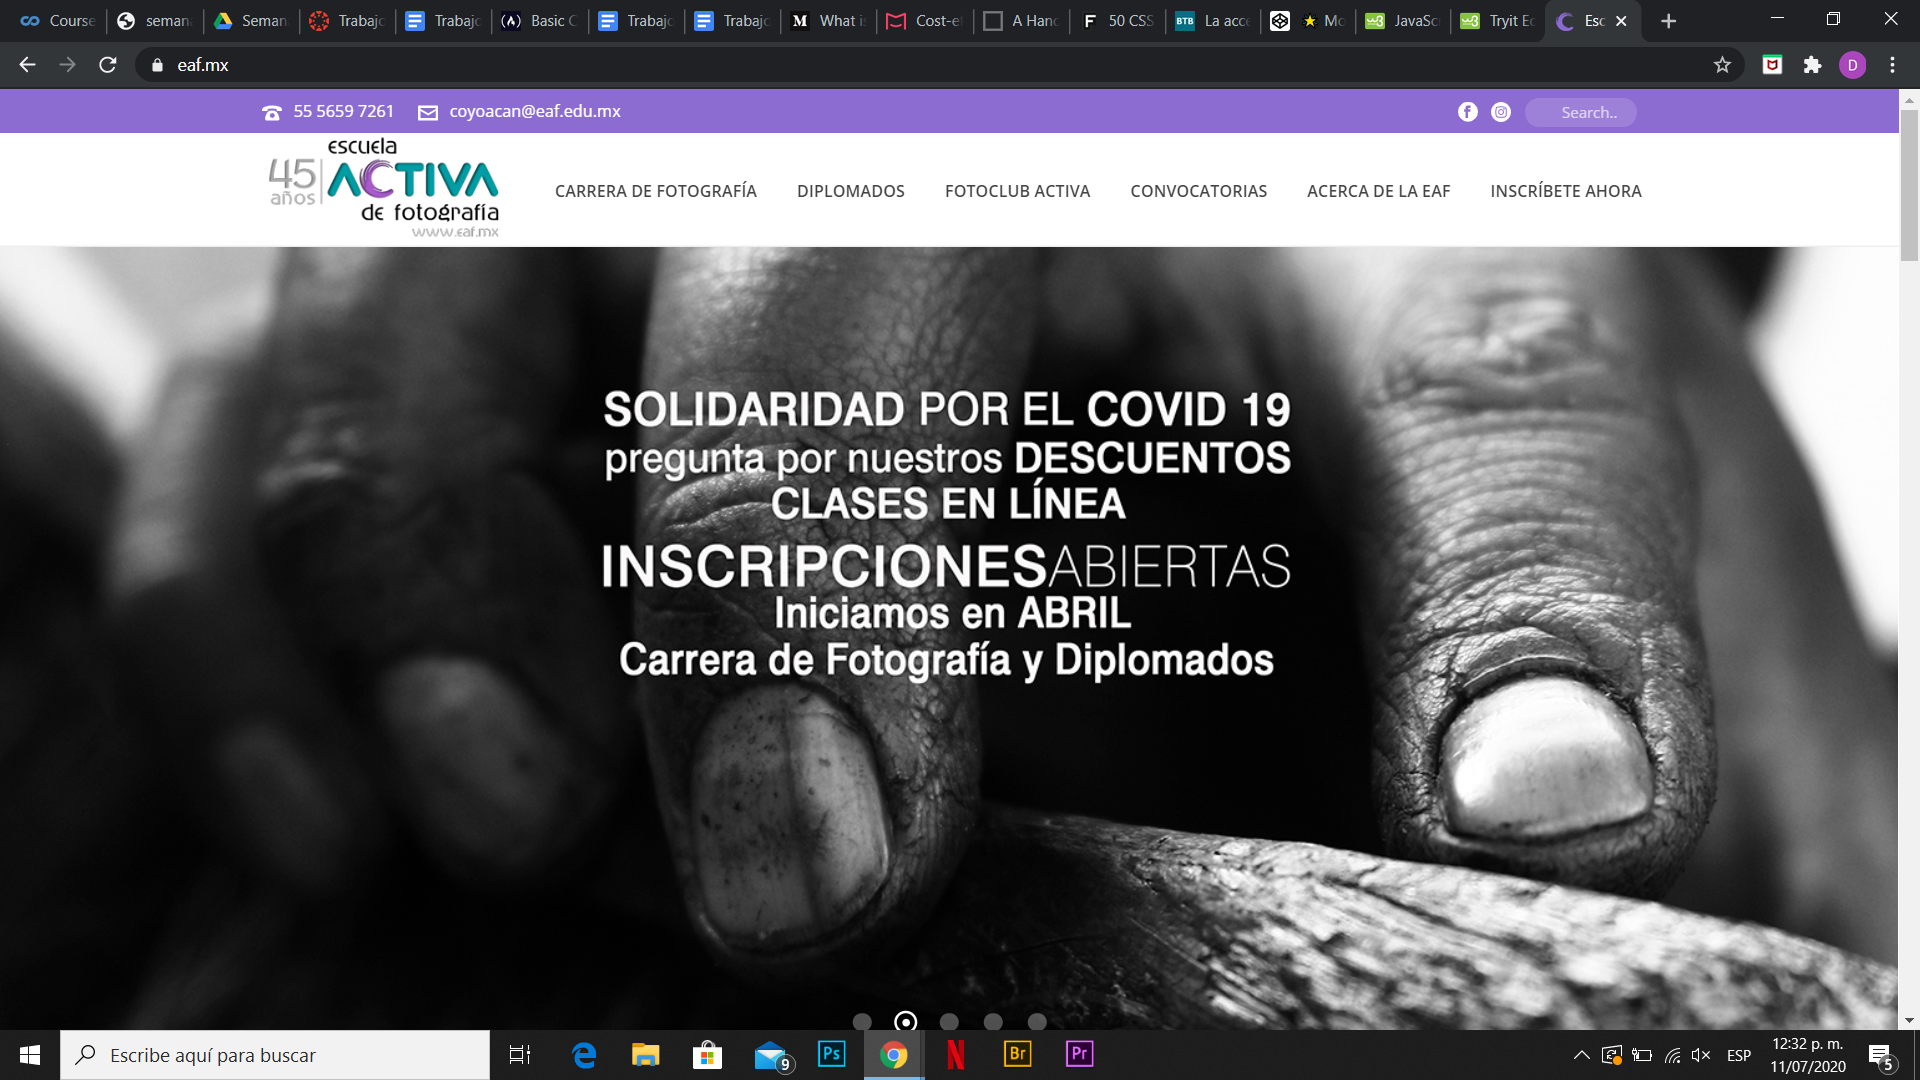 Course
seman
Seman
Trabajo
Trabajo
Basic C
Trabajo
Trabajo
What is
Cost-ef
A Hand
50 CSS
La acce
Mo
JavaSc
Tryit Ed
Esc
eaf.mx
55 5659 7261
coyoacan@eaf.edu.mx
Search..
45 años
escuela
ACTIVA
de fotografía
www.eaf.mx
CARRERA DE FOTOGRAFÍA
DIPLOMADOS
FOTOCLUB ACTIVA
CONVOCATORIAS
ACERCA DE LA EAF
INSCRÍBETE AHORA
SOLIDARIDAD POR EL COVID 19
pregunta por nuestros DESCUENTOS
CLASES EN LÍNEA
INSCRIPCIONESABIERTAS
Iniciamos en ABRIL
Carrera de Fotografía y Diplomados
Escribe aquí para buscar
9
Ps
Br
Pr
ESP
12:32 p. m.
11/07/2020
5